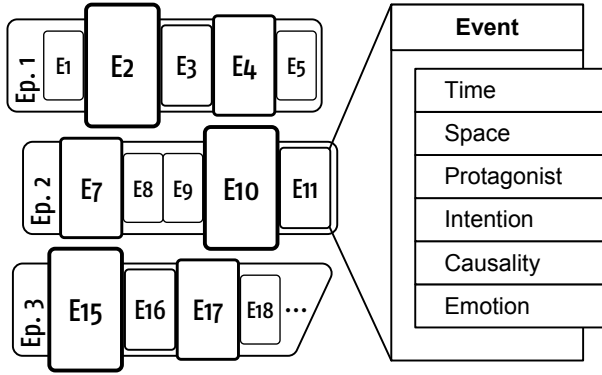 Ep. 1
E1
E2
E3
E4
E5
Ep. 2
E7
E8
E9
E10
E11
Ep. 3
E15
E16
E17
E18
...
Event
Time
Space
Protagonist
Intention
Causality
Emotion